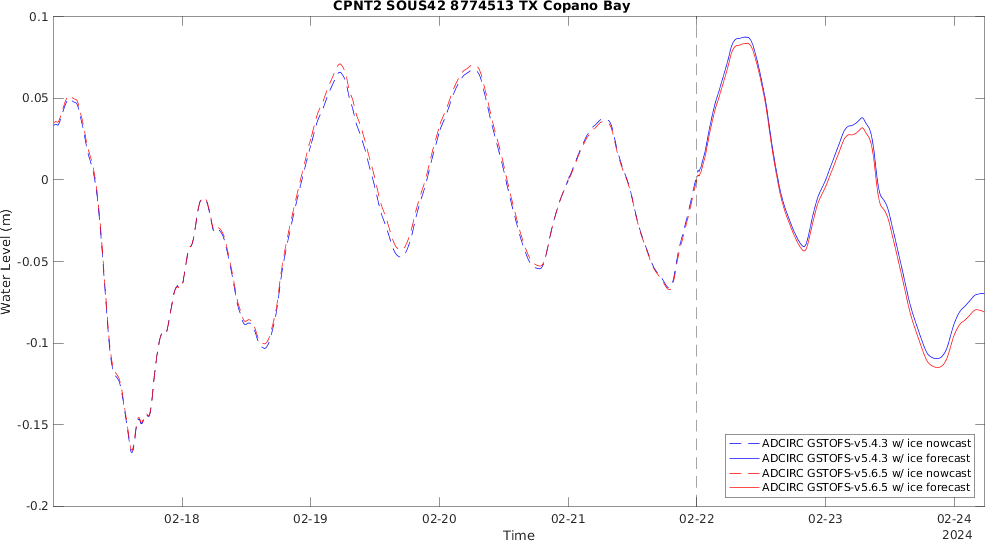 CPNT2 SOUS42 8774513 TX Copano Bay
0.1
0.05
0
-0.05
-0.1
-0.15
-0.2
Water Level (m)
ADCIRC GSTOFS-v5.4.3 w/ ice nowcast
ADCIRC GSTOFS-v5.4.3 w/ ice forecast
ADCIRC GSTOFS-v5.6.5 w/ ice nowcast
ADCIRC GSTOFS-v5.6.5 w/ ice forecast
02-18 02-19 02-20 02-21 02-22 02-23 02-24
Time 2024